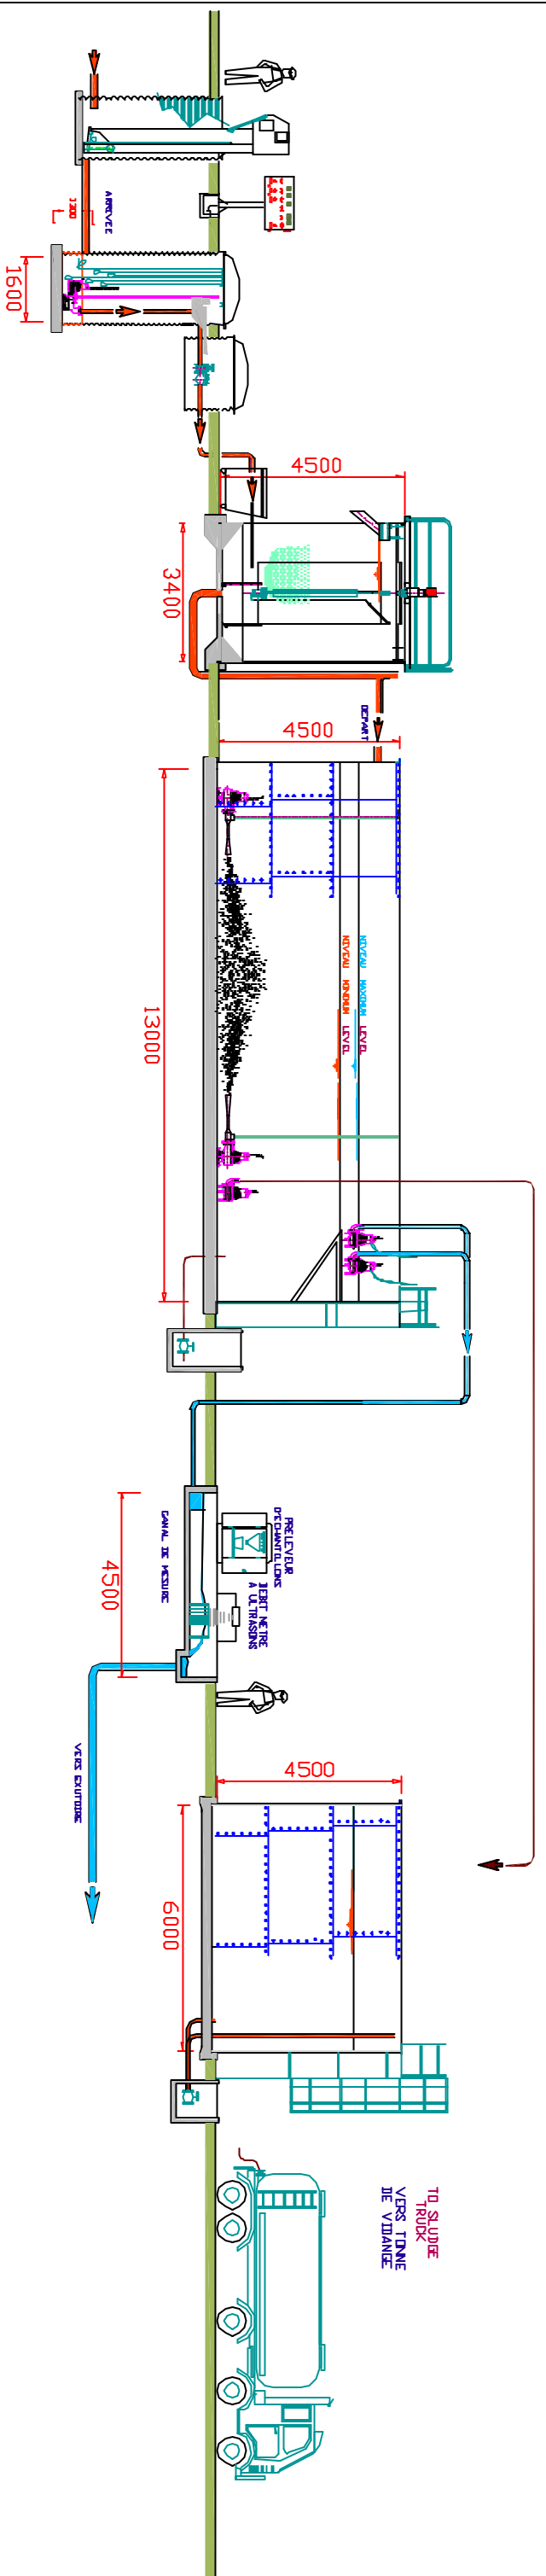 ARRIVEE
1300
1600
4500
3400
DEPART
4500
NIVEAU MAXIMUM LEVEL
NIVEAU MINIMUM LEVEL
13000
PRELEVEUR
D'ECHANTILLONS
DEBIT METRE
A ULTRASONS
CANAL DE MESURE
4500
VERS EXUTOIRE
4500
6000
TO SLUDGE
TRUCK
VERS TONNE
DE VIDANGE